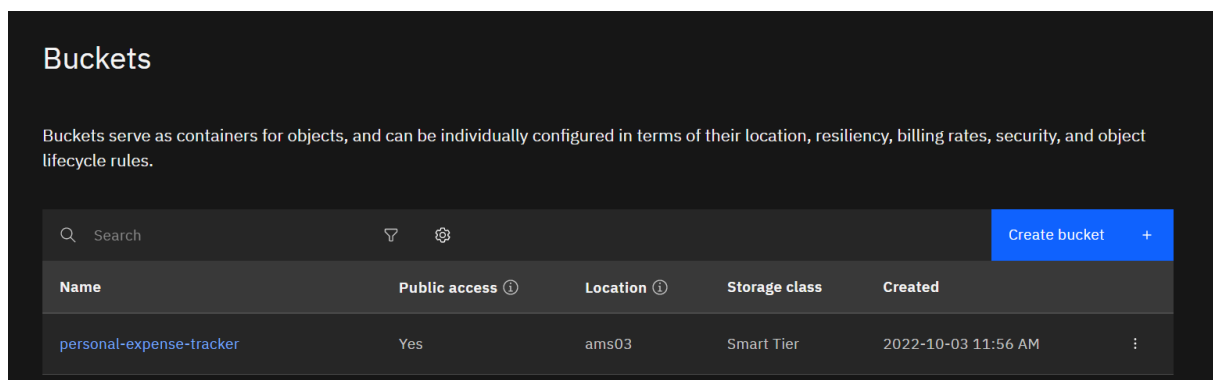 Buckets
Buckets serve as containers for objects, and can be individually configured in terms of their location, resiliency, billing rates, security, and object
lifecycle rules.
Search
Create bucket +
Name Public access Location Storage class Created
personal-expense-tracker Yes ams03 Smart Tier 2022-10-03 11:56 AM